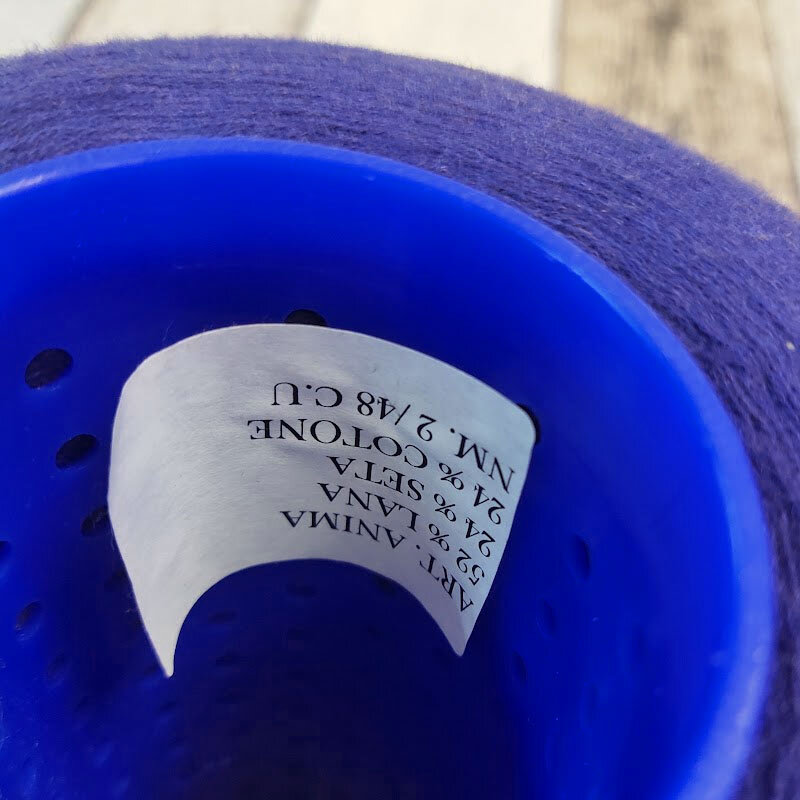 ART. ANIMA
52 % LANA
24 % SETA
24 % COTONE
NM. 2/48 C.U